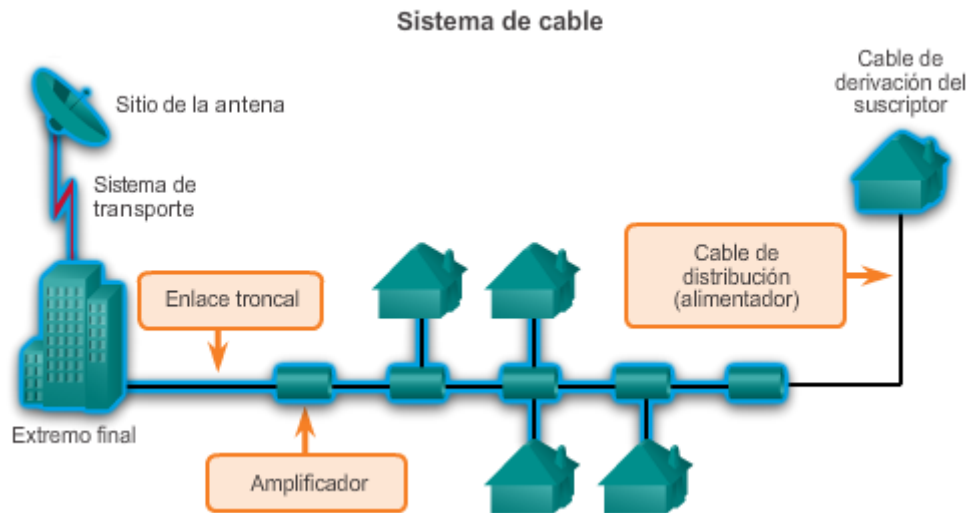 Sistema de cable
Sitio de la antena
Sistema de
transporte
Enlace troncal
Extremo final
Amplificador
Cable de
derivación del
suscriptor
Cable de
distribución
(alimentador)